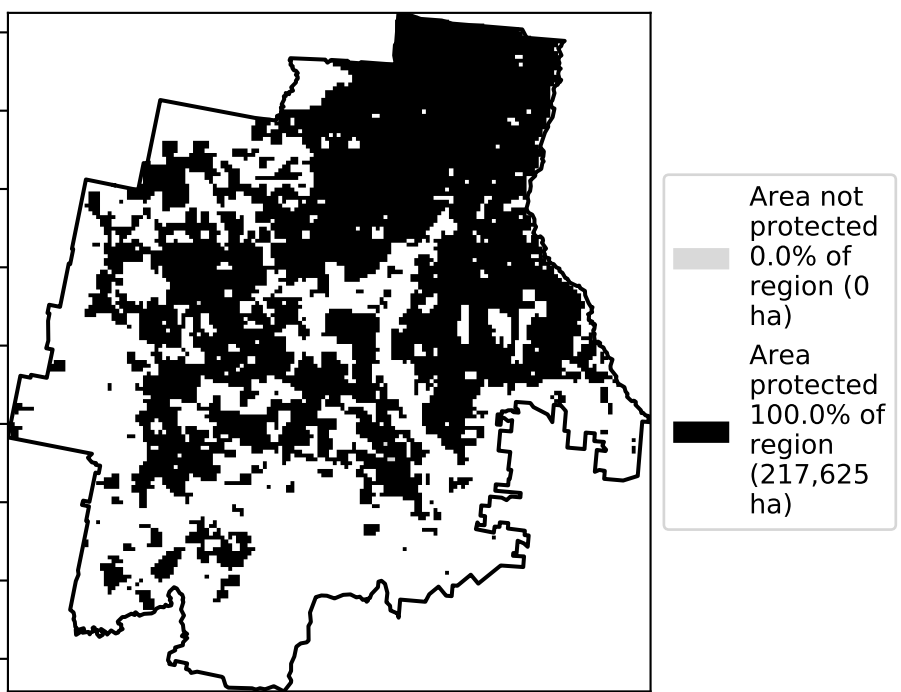 Area not
protected
0.0% of
region (0
ha)
Area
protected
100.0% of
region
(217,625
ha)